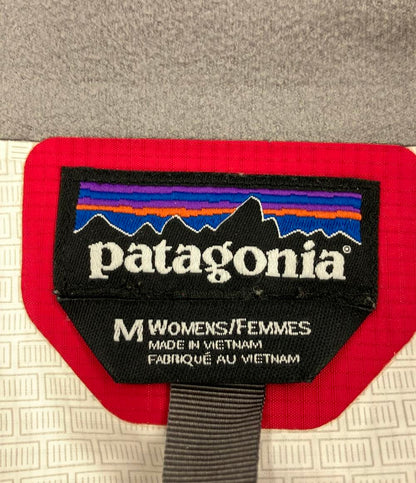 patagonia®
M WOMENS/FEMMES
MADE IN VIETNAM
FABRIQUÉ AU VIETNAM